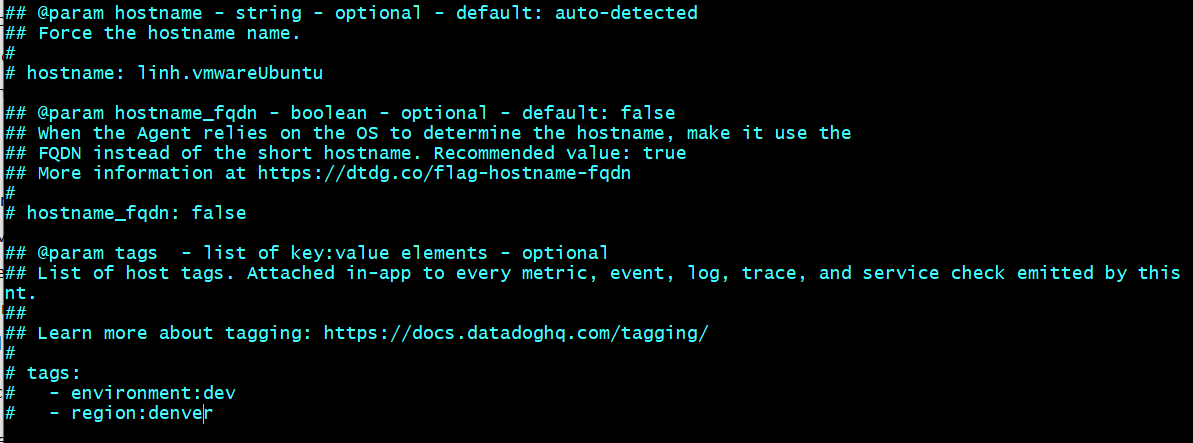 ## @param hostname - string - optional - default: auto-detected
## Force the hostname name.
#
# hostname: linh.vmwareUbuntu
## @param hostname_fqdn - boolean - optional - default: false
## When the Agent relies on the OS to determine the hostname, make it use the
## FQDN instead of the short hostname. Recommended value: true
## More information at https://dtdg.co/flag-hostname-fqdn
#
# hostname_fqdn: false
## @param tags  - list of key:value elements - optional
## List of host tags. Attached in-app to every metric, event, log, trace, and service check emitted by this
nt.
##
## Learn more about tagging: https://docs.datadoghq.com/tagging/
#
# tags:
#   - environment:dev
#   - region:denver